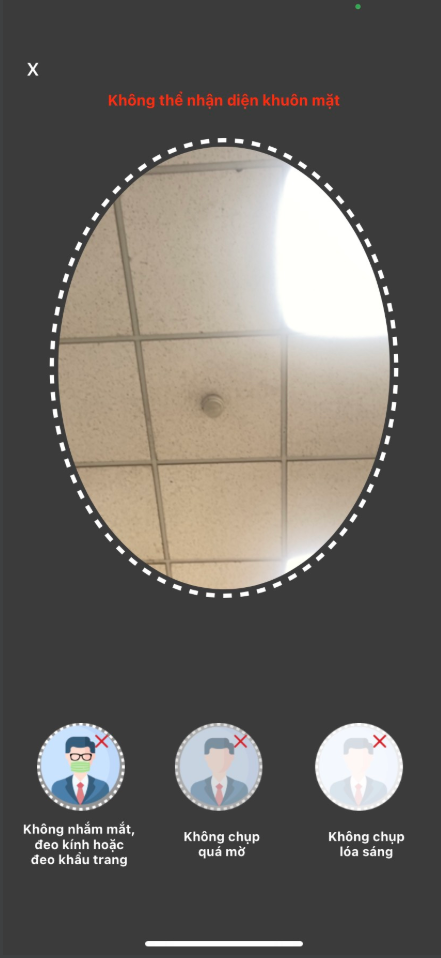 X
Không thể nhận diện khuôn mặt
Không nhắm mắt,
đeo kính hoặc
đeo khẩu trang
Không chụp
quá mờ
Không chụp
lóa sáng